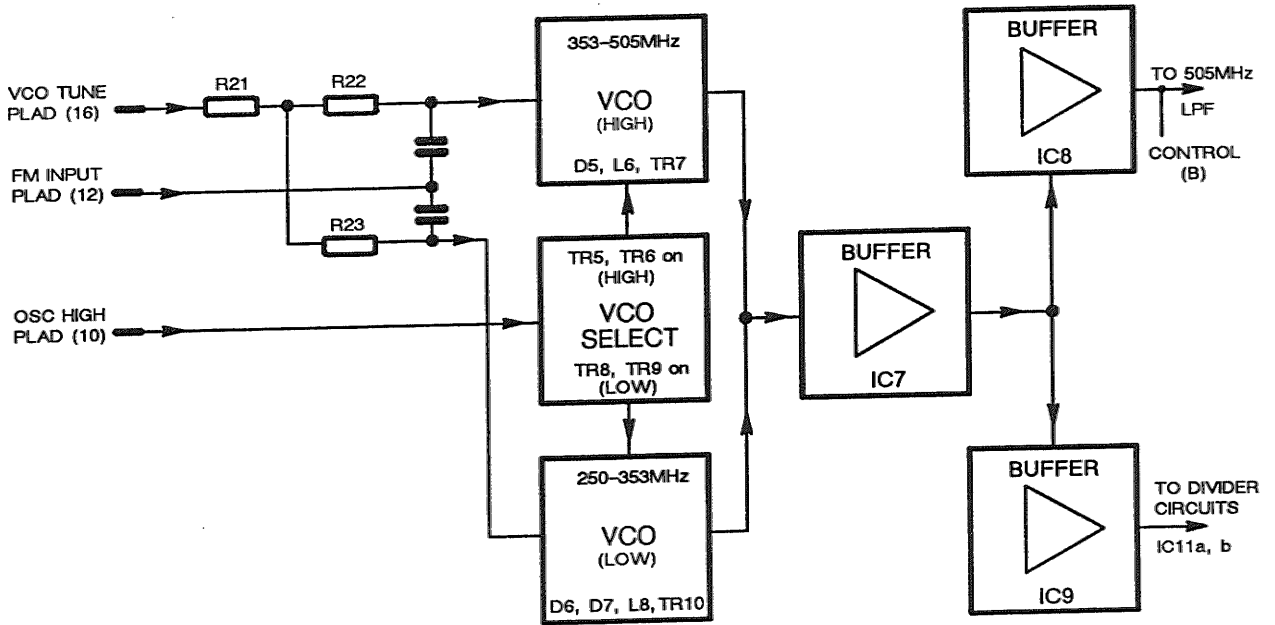 VCO TUNE
PLAD (16)
R21
R22
FM INPUT
PLAD (12)
R23
OSC HIGH
PLAD (10)
353-505MHz
VCO
(HIGH)
D5, L6, TR7
TR5, TR6 on
(HIGH)
VCO
SELECT
TR8, TR9 on
(LOW)
250-353MHz
VCO
(LOW)
D6, D7, L8, TR10
BUFFER
IC7
BUFFER
IC8
TO 505MHz
LPF
CONTROL
(B)
BUFFER
IC9
TO DIVIDER
CIRCUITS
IC11a, b